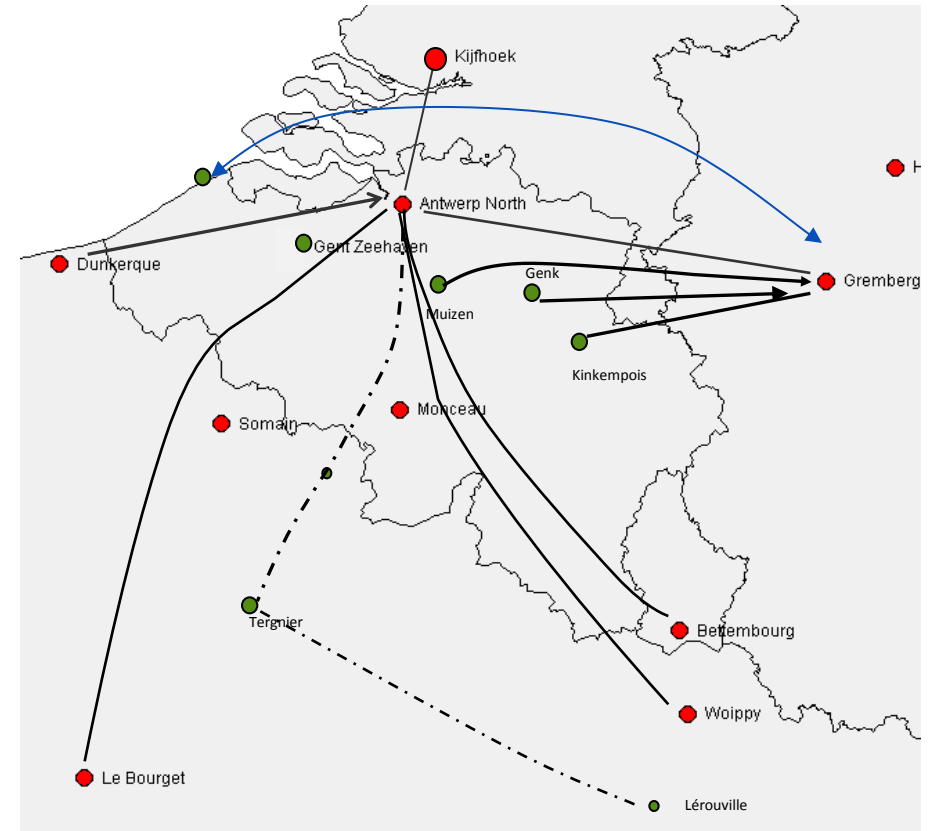 Kijfhoek
H
Antwerp North
Gent Zeehaven
Dunkerque
Genk
Gremberg
Muizen
Kinkempois
Monceau
Somain
Tergnier
Bettembourg
Woippy
Le Bourget
Lérouville